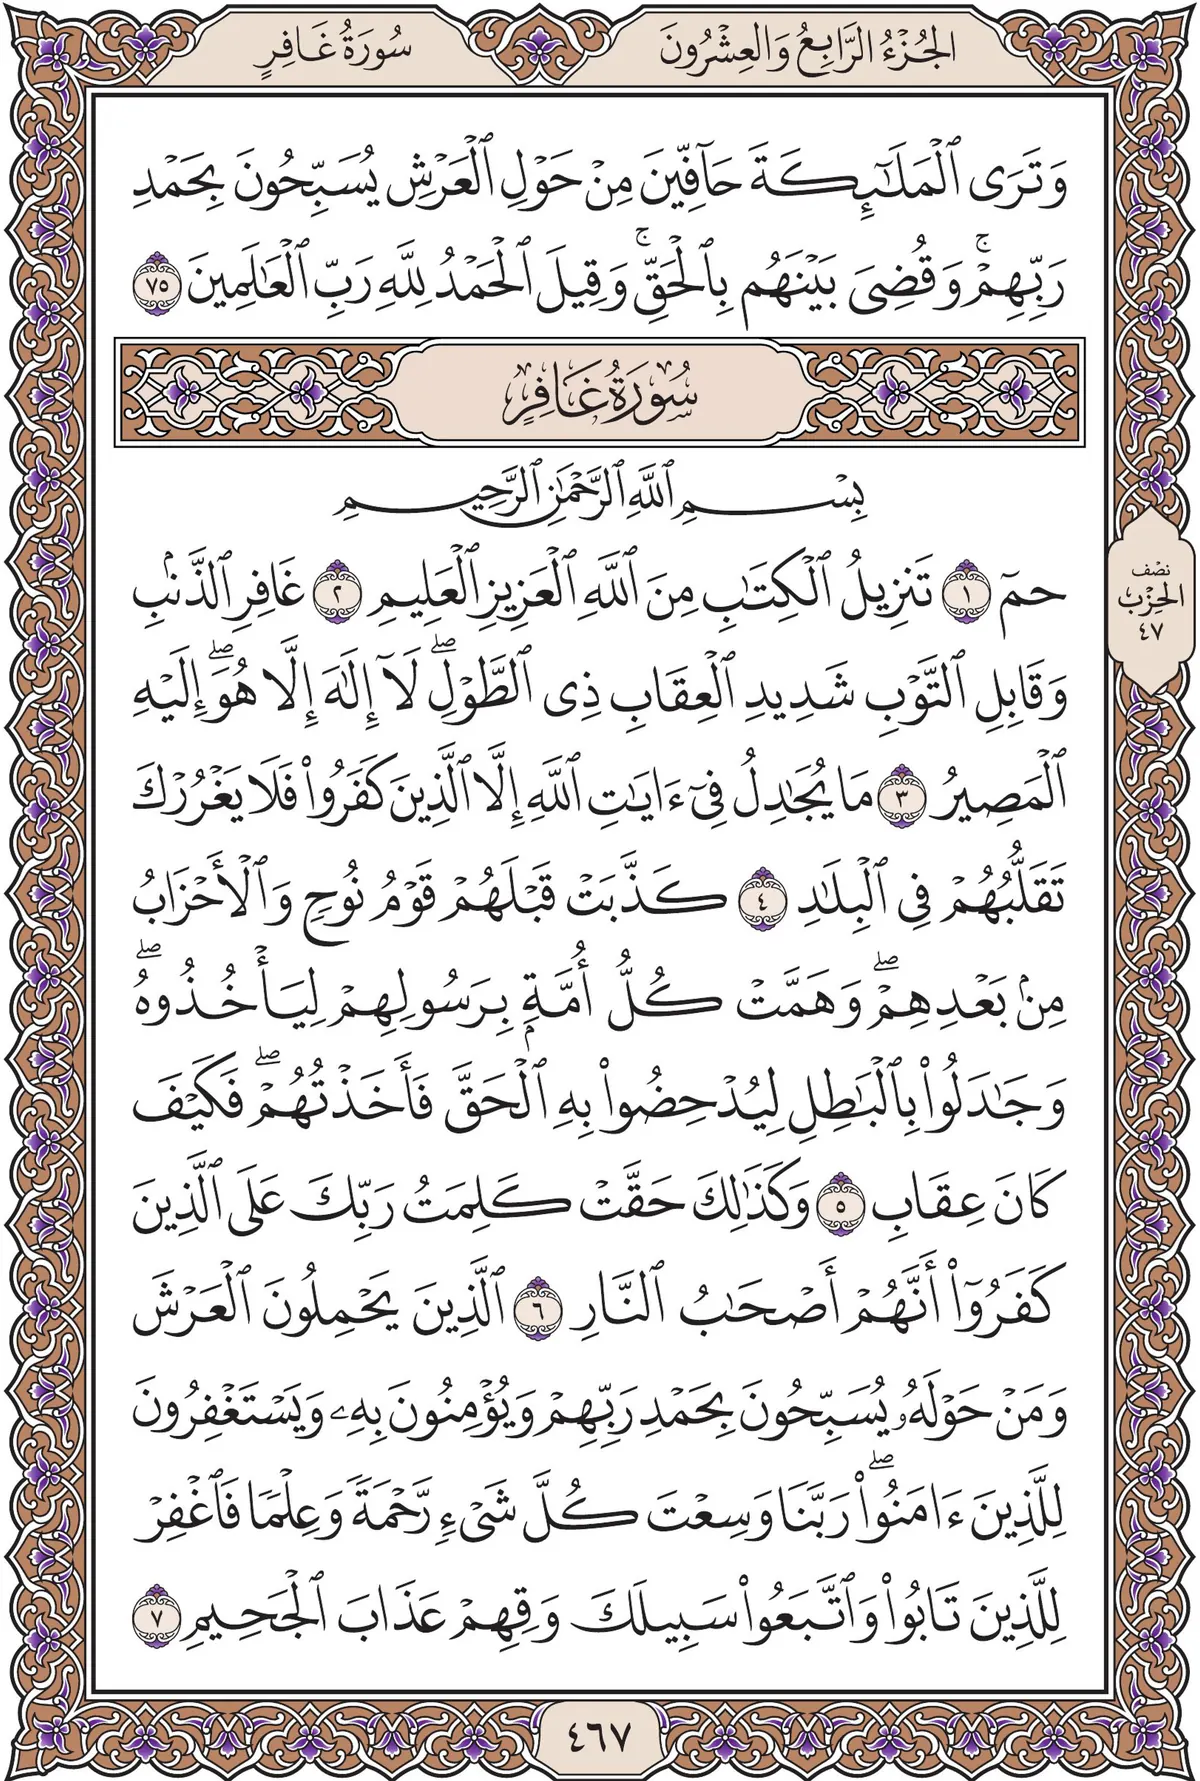 الجُزْءُ الرَّابِعُ وَالعِشْرُونَ
سُورَةُ غَافِرٍ
وَتَرَى ٱلْمَلَـٰٓئِكَةَ حَآفِّينَ مِنْ حَوْلِ ٱلْعَرْشِ يُسَبِّحُونَ بِحَمْدِ
رَبِّهِمْۚ وَقُضِىَ بَيْنَهُم بِٱلْحَقِّۚ وَقِيلَ ٱلْحَمْدُ لِلَّهِ رَبِّ ٱلْعَـٰلَمِينَ ٧٥
سُورَةُ غَافِرٍ
بِسْمِ ٱللَّهِ ٱلرَّحْمَـٰنِ ٱلرَّحِيمِ
حمٓ ١ تَنزِيلُ ٱلْكِتَـٰبِ مِنَ ٱللَّهِ ٱلْعَزِيزِ ٱلْعَلِيمِ ٢ غَافِرِ ٱلذَّنۢبِ
وَقَابِلِ ٱلتَّوْبِ شَدِيدِ ٱلْعِقَابِ ذِى ٱلطَّوْلِۖ لَآ إِلَـٰهَ إِلَّا هُوَۖ إِلَيْهِ
ٱلْمَصِيرُ ٣ مَا يُجَـٰدِلُ فِىٓ ءَايَـٰتِ ٱللَّهِ إِلَّا ٱلَّذِينَ كَفَرُوا۟ فَلَا يَغْرُرْكَ
تَقَلُّبُهُمْ فِى ٱلْبِلَـٰدِ ٤ كَذَّبَتْ قَبْلَهُمْ قَوْمُ نُوحٍ وَٱلْأَحْزَابُ
مِنۢ بَعْدِهِمْۖ وَهَمَّتْ كُلُّ أُمَّةٍۭ بِرَسُولِهِمْ لِيَأْخُذُوهُۖ
وَجَـٰدَلُوا۟ بِٱلْبَـٰطِلِ لِيُدْحِضُوا۟ بِهِ ٱلْحَقَّ فَأَخَذْتُهُمْۖ فَكَيْفَ
كَانَ عِقَابِ ٥ وَكَذَٰلِكَ حَقَّتْ كَلِمَتُ رَبِّكَ عَلَى ٱلَّذِينَ
كَفَرُوٓا۟ أَنَّهُمْ أَصْحَـٰبُ ٱلنَّارِ ٦ ٱلَّذِينَ يَحْمِلُونَ ٱلْعَرْشَ
وَمَنْ حَوْلَهُۥ يُسَبِّحُونَ بِحَمْدِ رَبِّهِمْ وَيُؤْمِنُونَ بِهِۦ وَيَسْتَغْفِرُونَ
لِلَّذِينَ ءَامَنُوا۟ۖ رَبَّنَا وَسِعْتَ كُلَّ شَىْءٍ رَّحْمَةً وَعِلْمًا فَٱغْفِرْ
لِلَّذِينَ تَابُوا۟ وَٱتَّبَعُوا۟ سَبِيلَكَ وَقِهِمْ عَذَابَ ٱلْجَحِيمِ ٧
نصف
الحِزْب
٤٧
٤٦٧